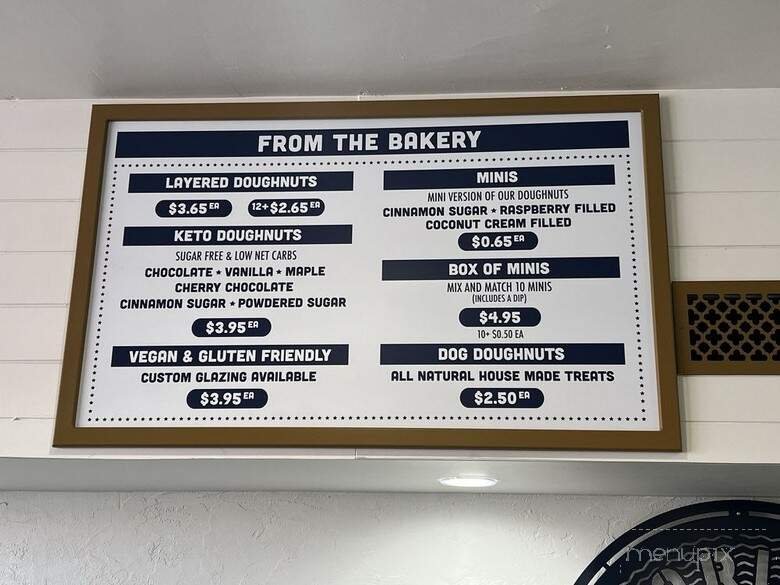 FROM THE BAKERY
LAYERED DOUGHNUTS
$3.65 EA 12+ $2.65 EA
KETO DOUGHNUTS
SUGAR FREE & LOW NET CARBS
CHOCOLATE ★ VANILLA ★ MAPLE
CHERRY CHOCOLATE
CINNAMON SUGAR ★ POWDERED SUGAR
$3.95 EA
VEGAN & GLUTEN FRIENDLY
CUSTOM GLAZING AVAILABLE
$3.95 EA
MINIS
MINI VERSION OF OUR DOUGHNUTS
CINNAMON SUGAR ★ RASPBERRY FILLED
COCONUT CREAM FILLED
$0.65 EA
BOX OF MINIS
MIX AND MATCH 10 MINIS
(INCLUDES A DIP)
$4.95
10+ $0.50 EA
DOG DOUGHNUTS
ALL NATURAL HOUSE MADE TREATS
$2.50 EA
menupix